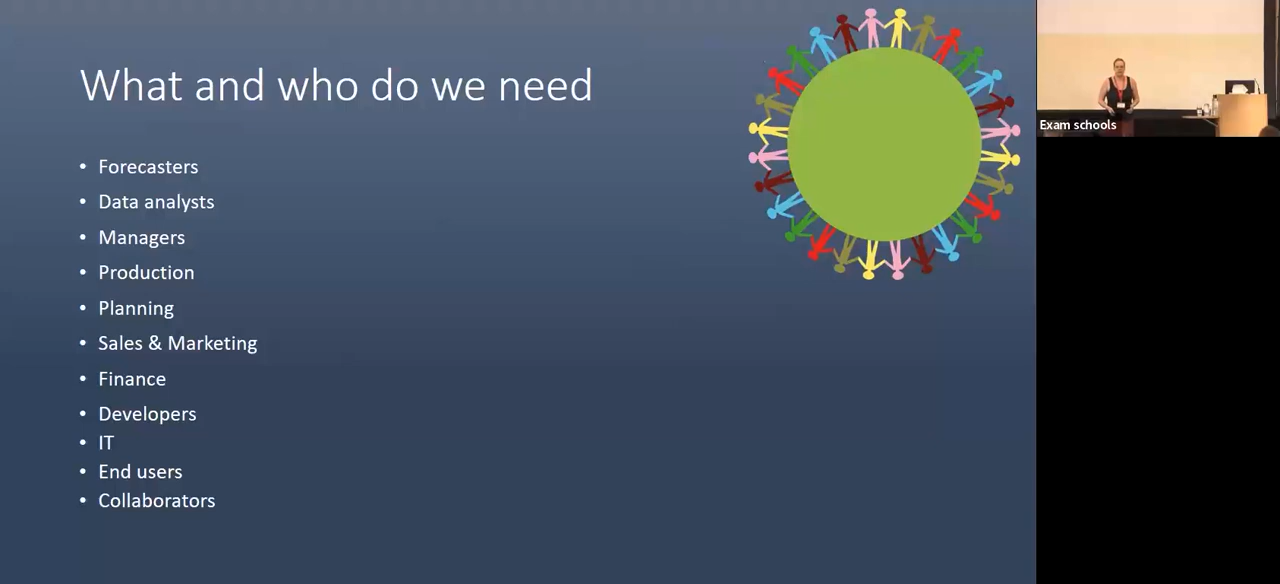 What and who do we need
• Forecasters
• Data analysts
• Managers
• Production
• Planning
• Sales & Marketing
• Finance
• Developers
• IT
• End users
• Collaborators
Exam schools